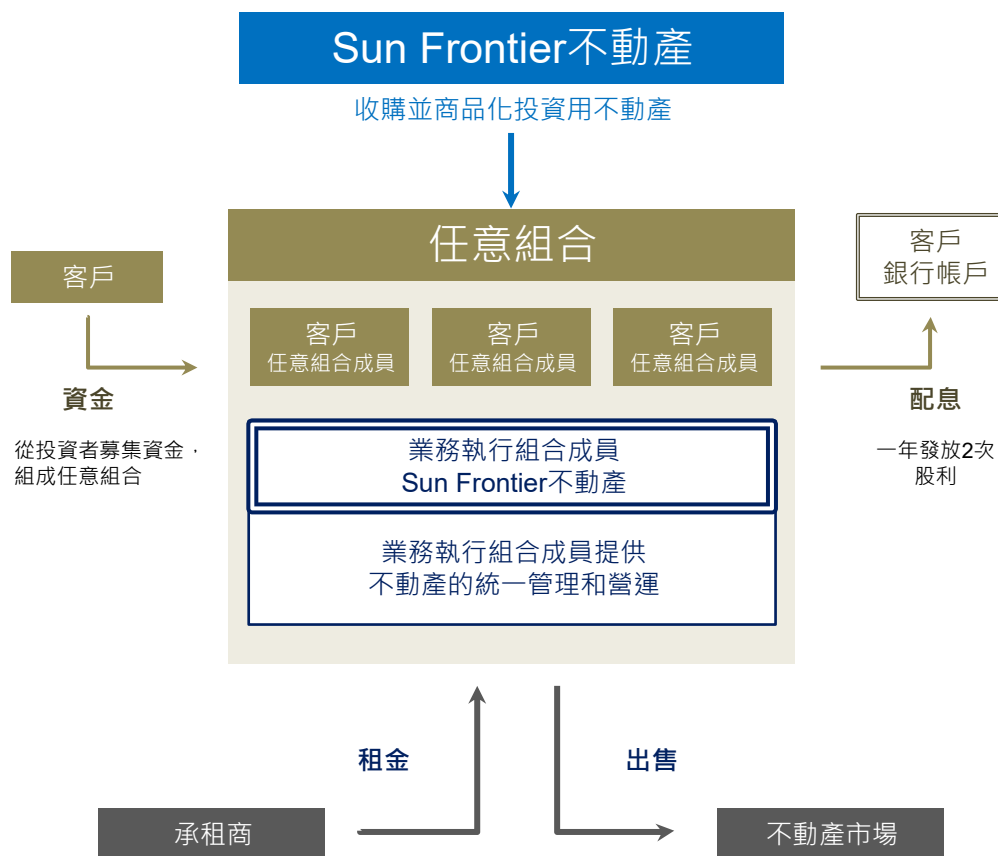 Sun Frontier不動產
收購並商品化投資用不動產
任意組合
客戶
客戶
銀行帳戶
客戶
任意組合成員
客戶
任意組合成員
客戶
任意組合成員
資金
從投資者募集資金，
組成任意組合
配息
一年發放2次
股利
業務執行組合成員
Sun Frontier不動產
業務執行組合成員提供
不動產的統一管理和營運
租金
出售
承租商
不動產市場